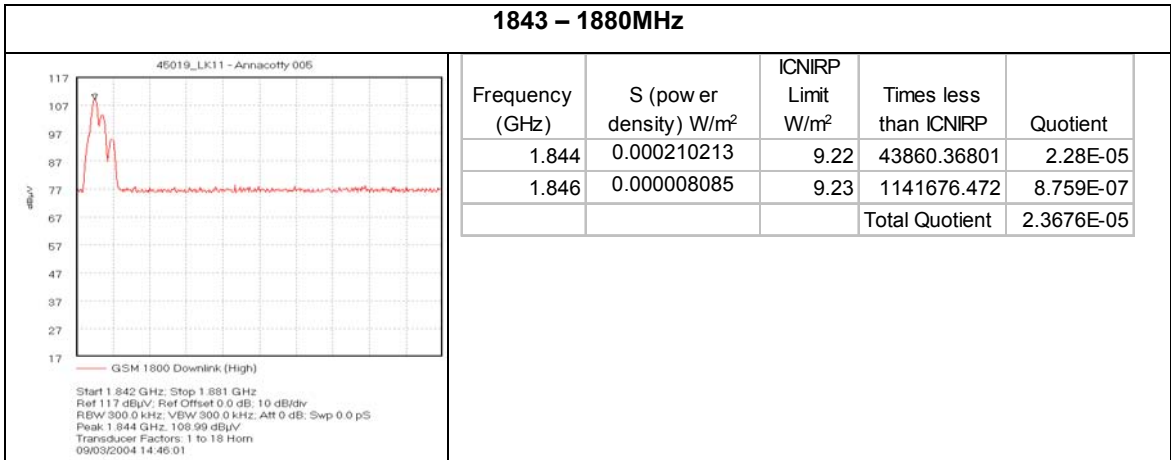 1843 – 1880MHz
45019_LK11 - Annacotty 005
117
107
97
87
77
67
57
47
37
27
17
dBµV
GSM 1800 Downlink (High)
Start 1.842 GHz; Stop 1.881 GHz
Ref 117 dBµV; Ref Offset 0.0 dB; 10 dB/div
RBW 300.0 kHz; VBW 300.0 kHz; Att 0 dB; Swp 0.0 pS
Peak 1.844 GHz, 108.99 dBµV
Transducer Factors: 1 to 18 Horn
09/03/2004 14:46:01
Frequency (GHz) S (pow er density) W/m² ICNIRP Limit W/m² Times less than ICNIRP Quotient
1.844 0.000210213 9.22 43860.36801 2.28E-05
1.846 0.000008085 9.23 1141676.472 8.759E-07
Total Quotient 2.3676E-05